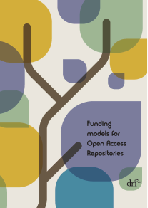 Funding
models for
Open Access
Repositories
drf